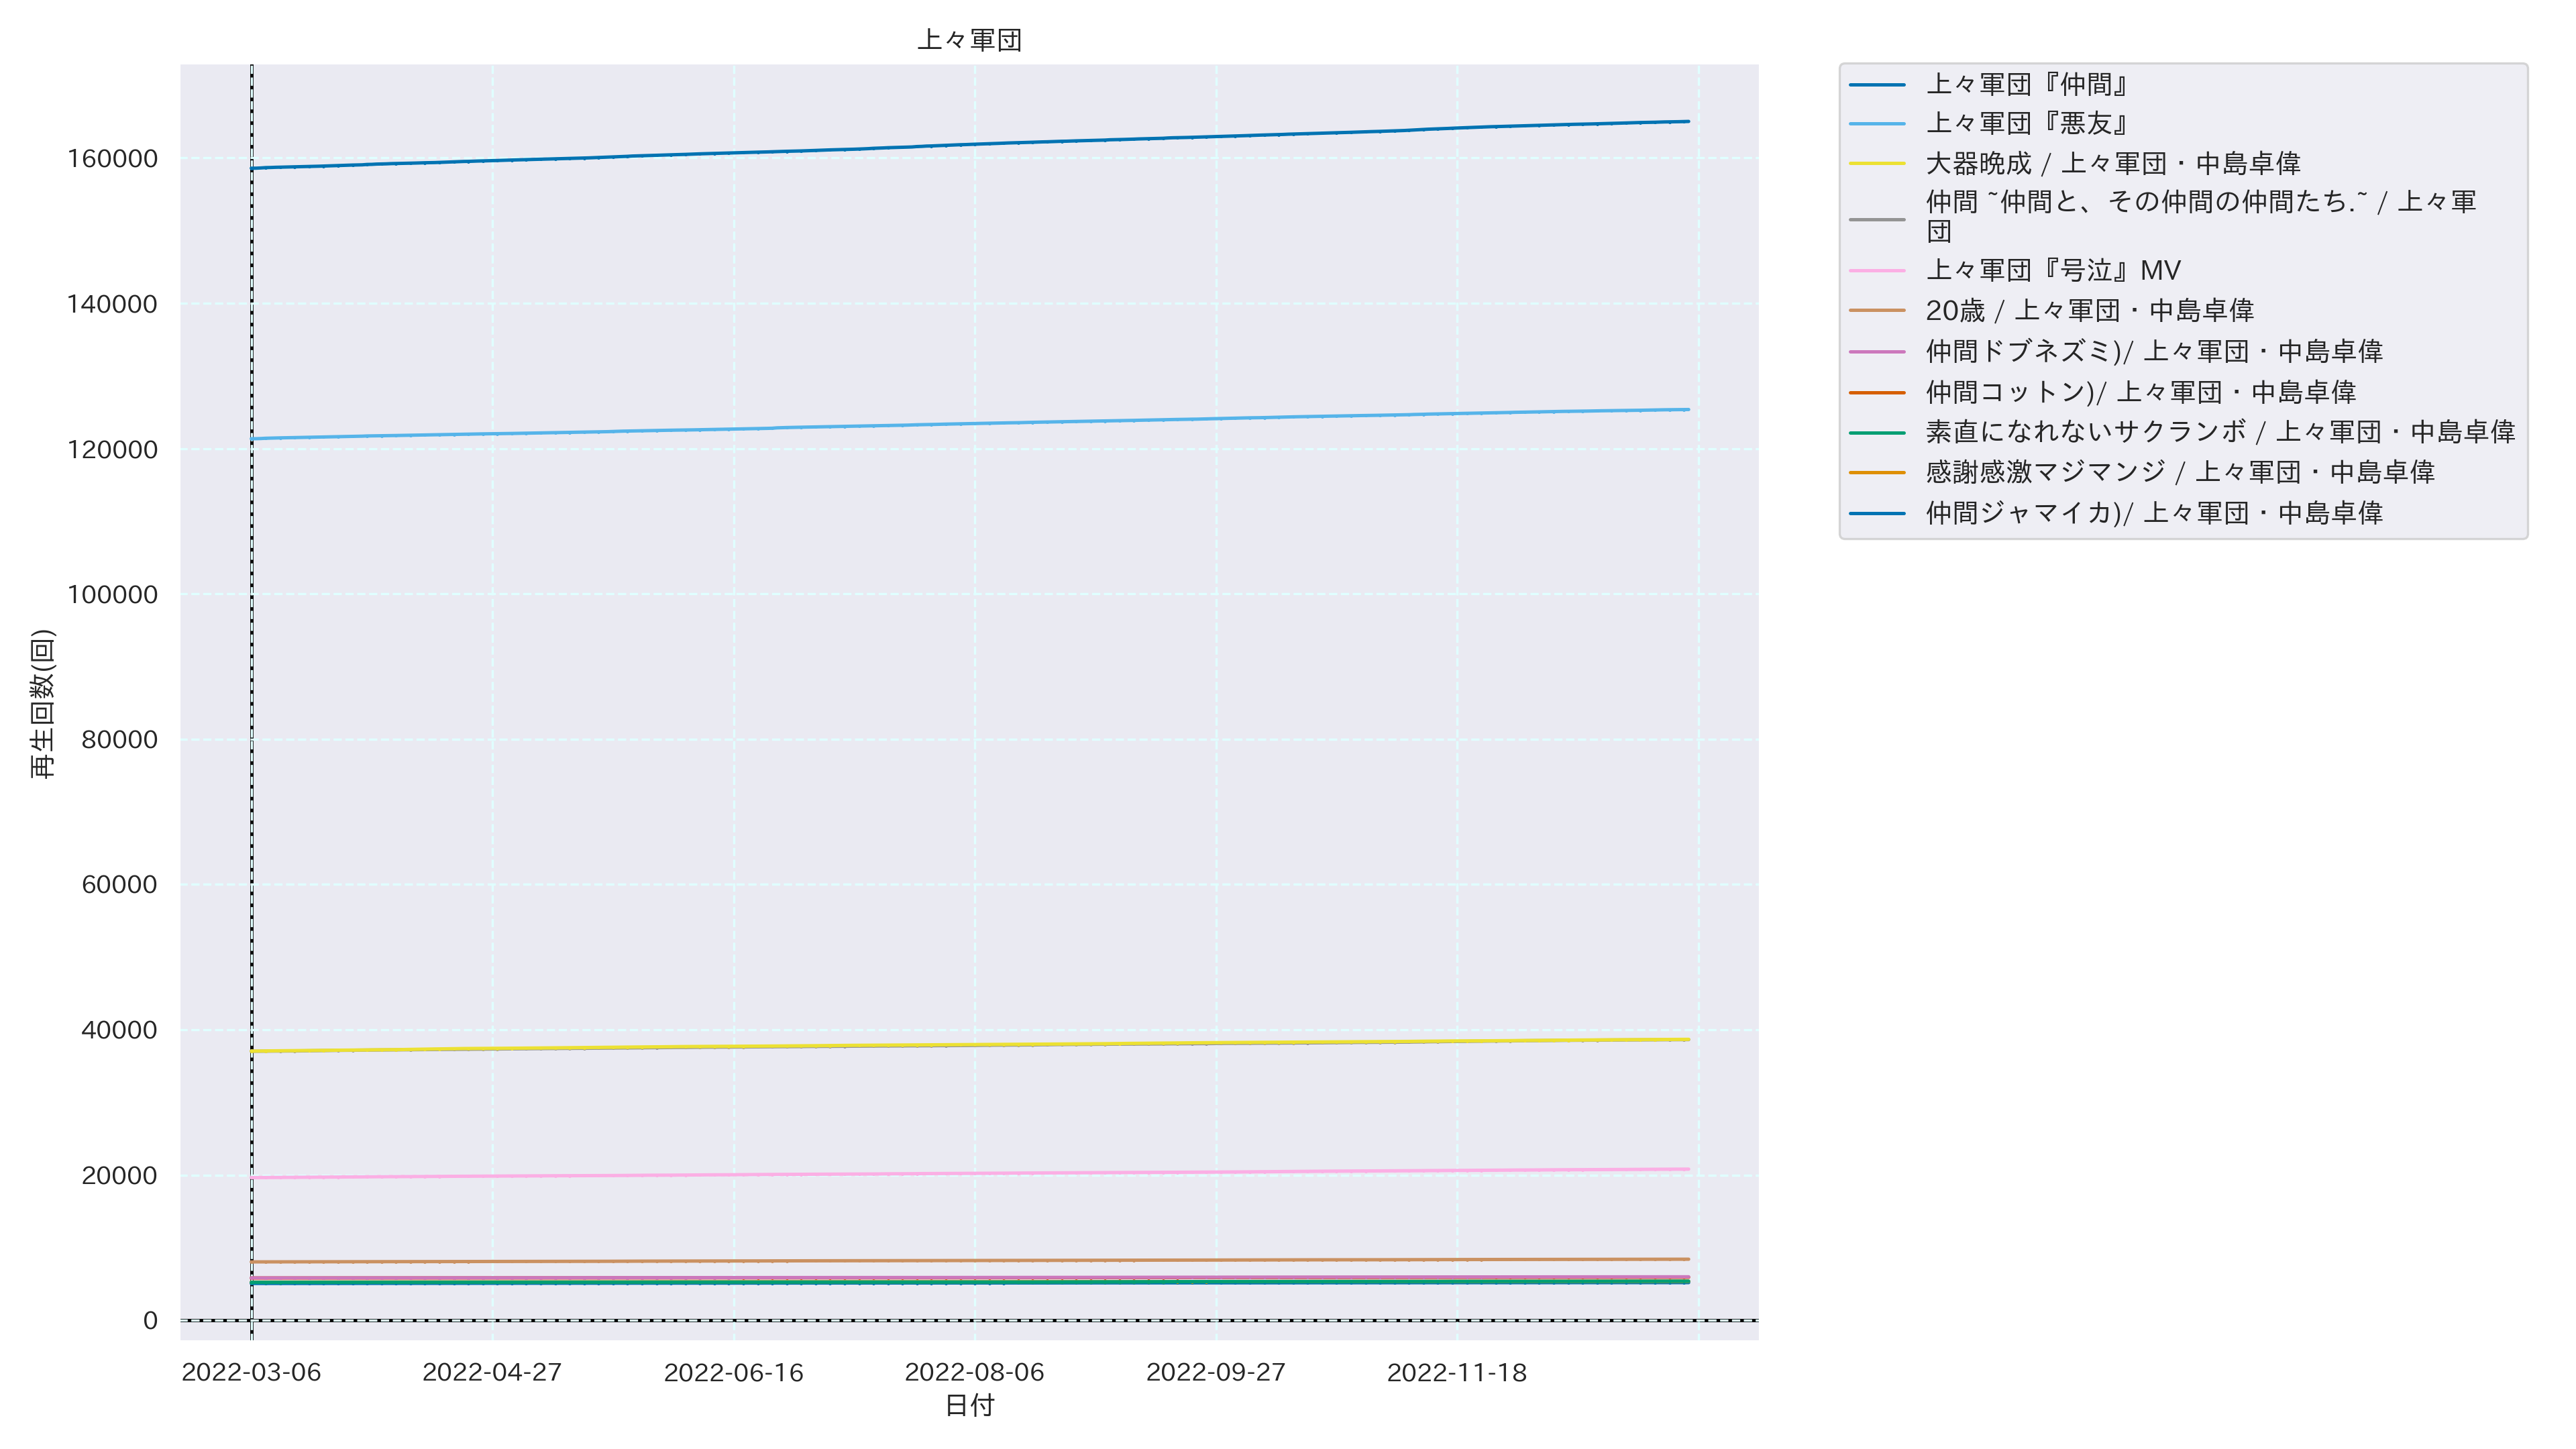 上々軍団
160000
140000
120000
100000
80000
60000
40000
20000
0
再生回数(回)
2022-03-06
2022-04-27
2022-06-16
2022-08-06
2022-09-27
2022-11-18
日付
上々軍団『仲間』
上々軍団『悪友』
大器晩成 / 上々軍団・中島卓偉
仲間 ~仲間と、その仲間の仲間たち.~ / 上々軍
団
上々軍団『号泣』MV
20歳 / 上々軍団・中島卓偉
仲間ドブネズミ)/ 上々軍団・中島卓偉
仲間コットン)/ 上々軍団・中島卓偉
素直になれないサクランボ / 上々軍団・中島卓偉
感謝感激マジマンジ / 上々軍団・中島卓偉
仲間ジャマイカ)/ 上々軍団・中島卓偉